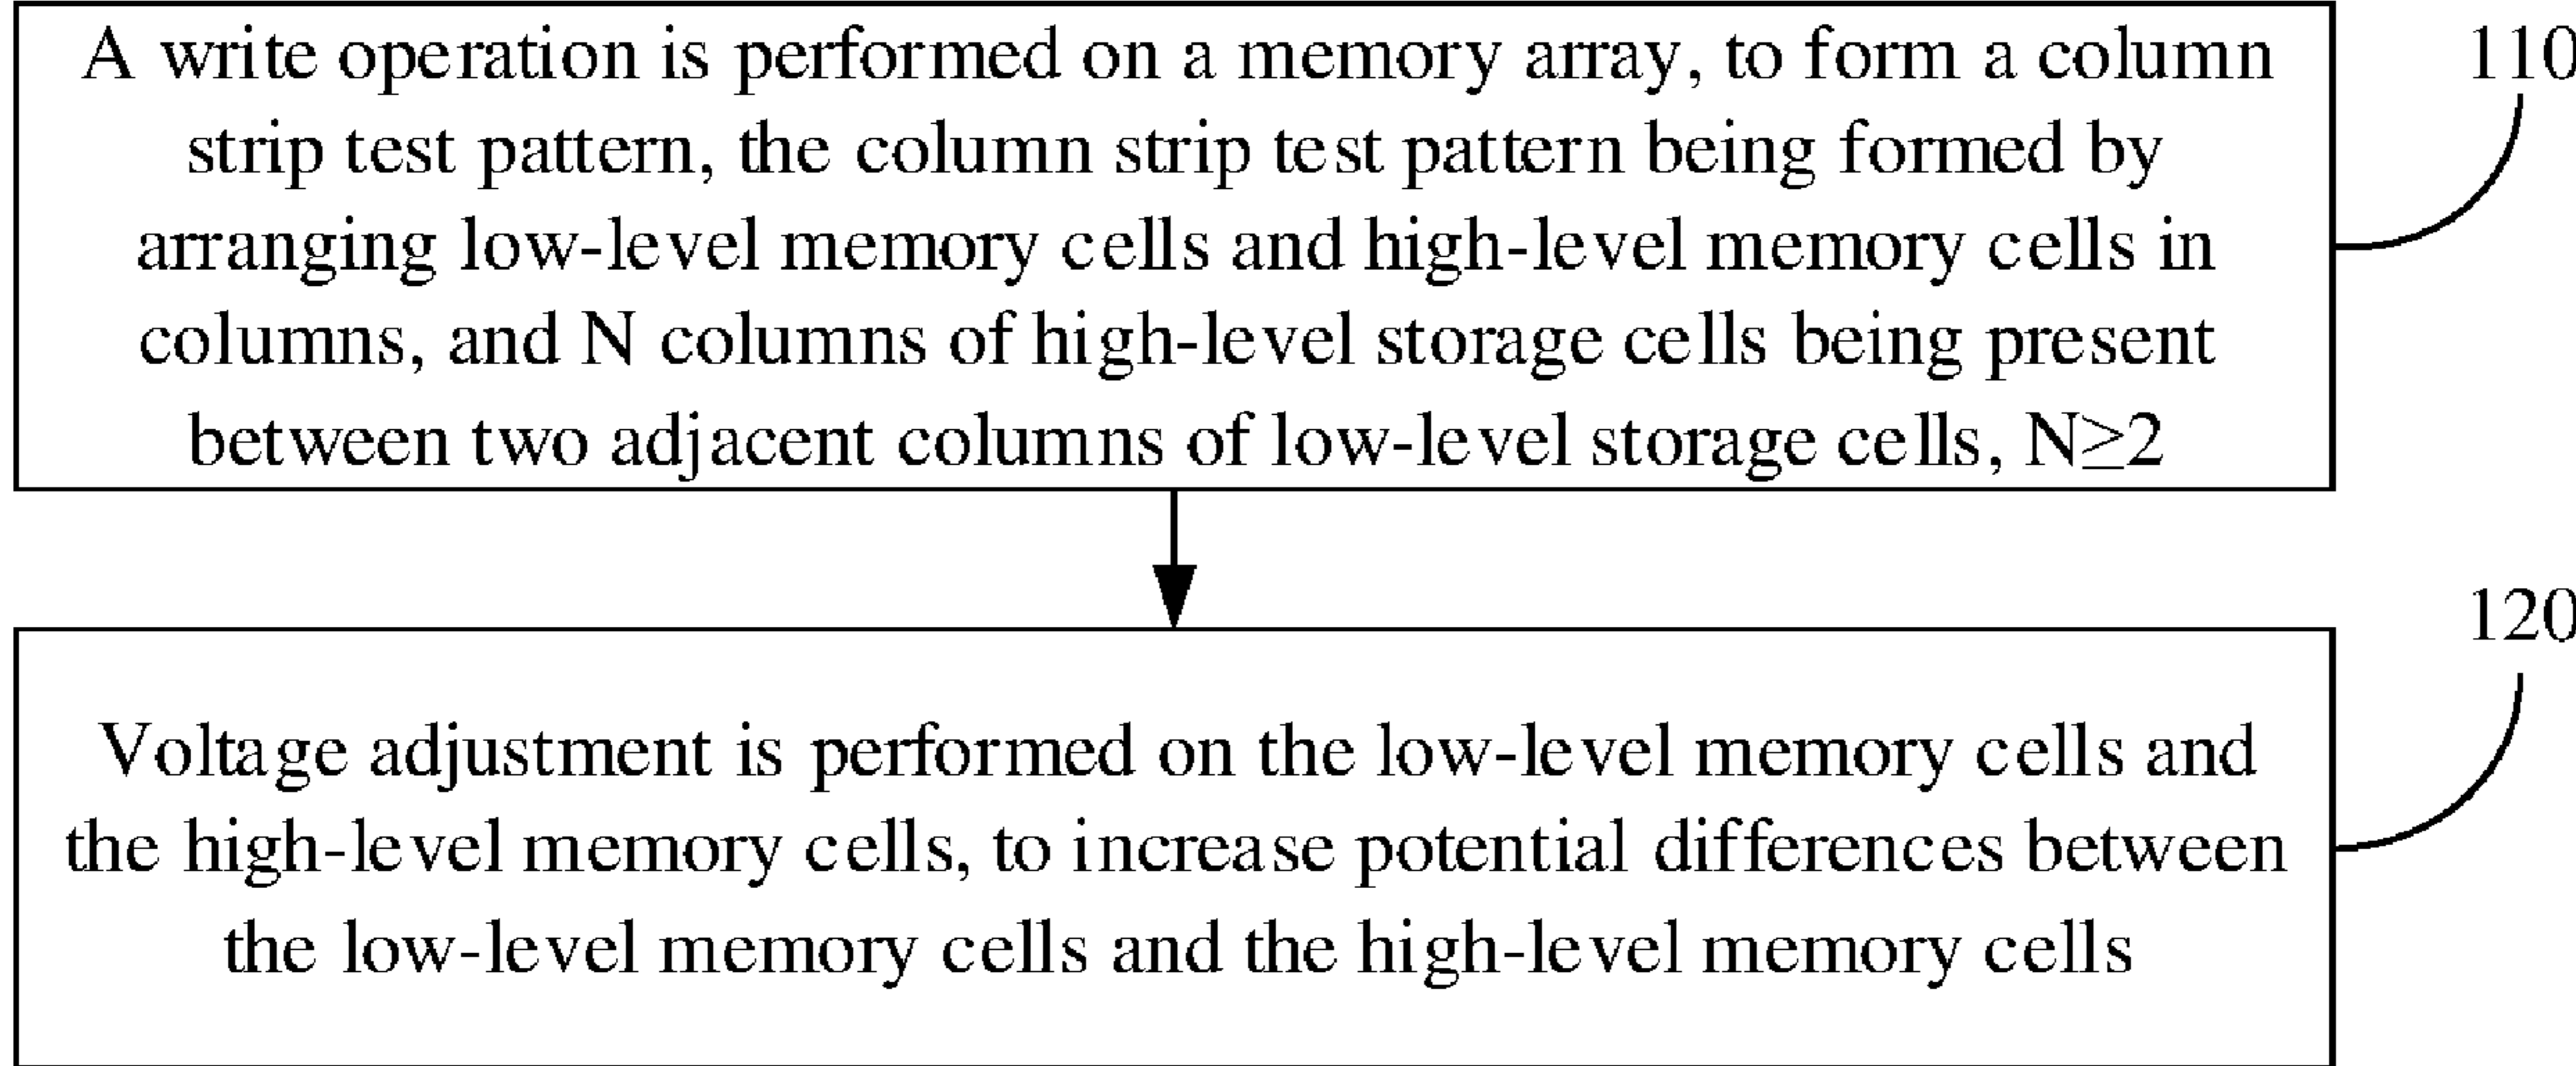 A write operation is performed on a memory array, to form a column
strip test pattern, the column strip test pattern being formed by
arranging low-level memory cells and high-level memory cells in
columns, and N columns of high-level storage cells being present
between two adjacent columns of low-level storage cells, N≥2
110
Voltage adjustment is performed on the low-level memory cells and
the high-level memory cells, to increase potential differences between
the low-level memory cells and the high-level memory cells
120